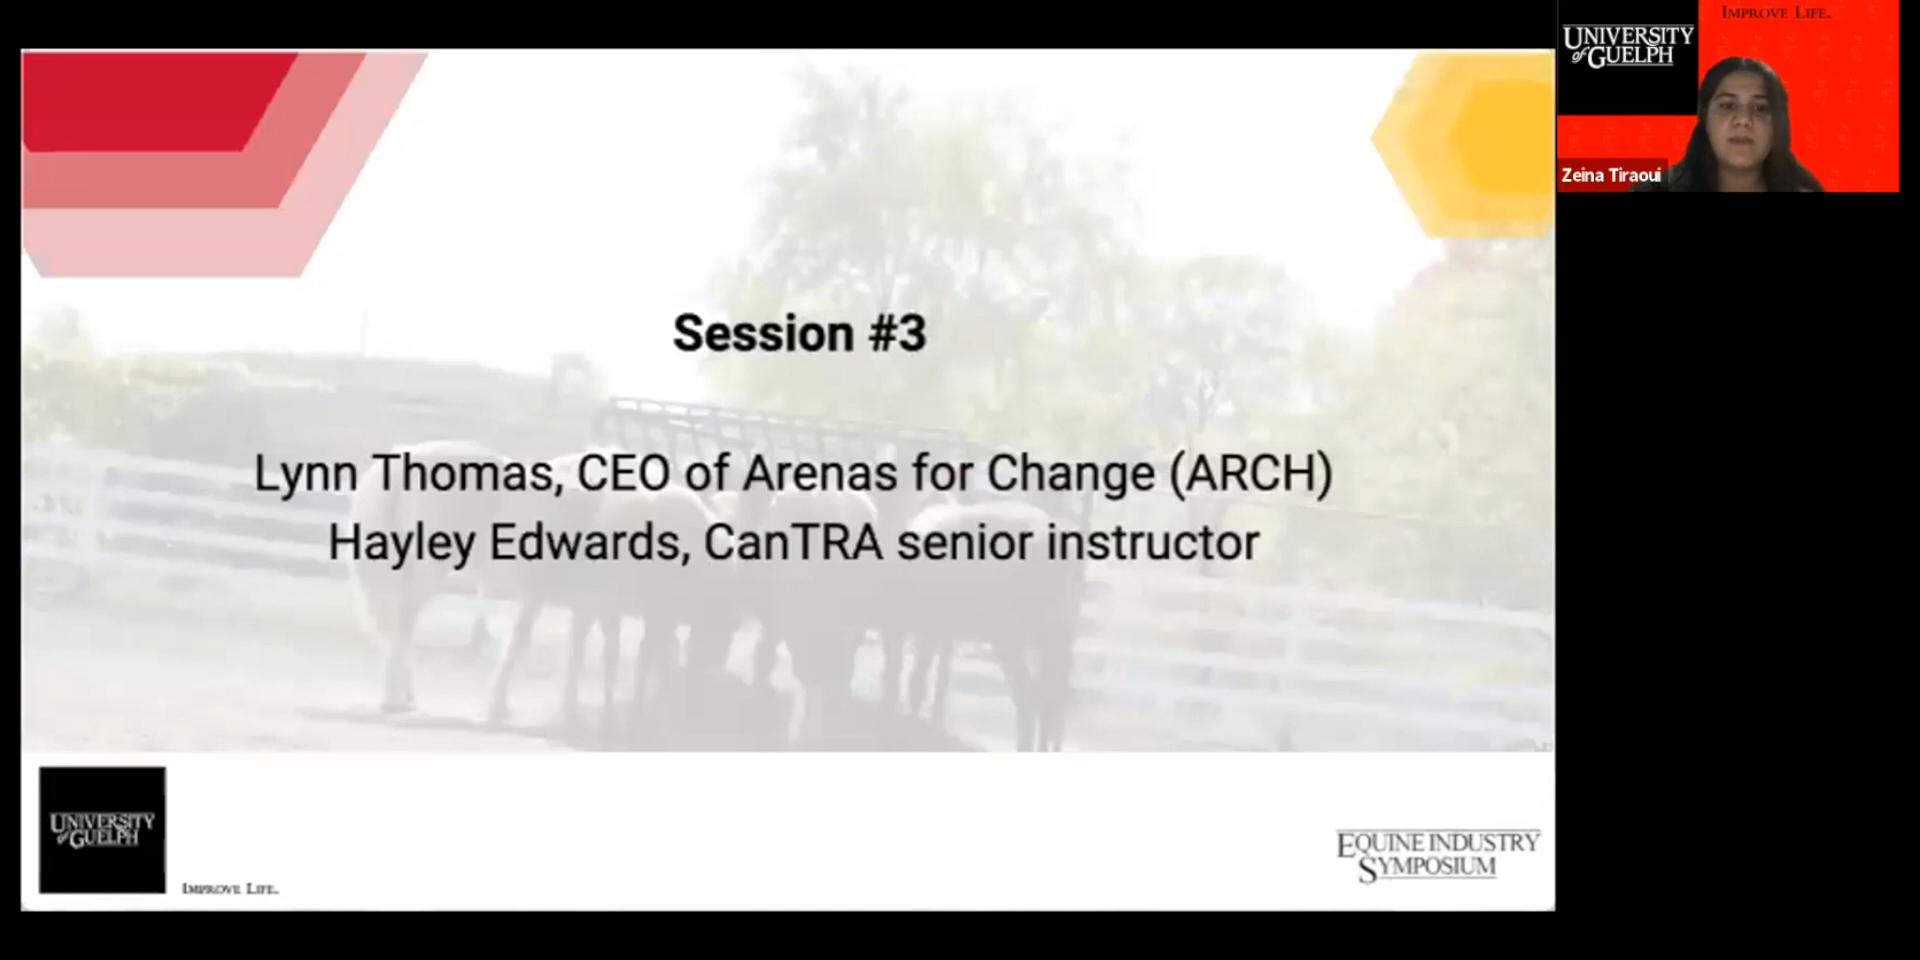 Session #3
Lynn Thomas, CEO of Arenas for Change (ARCH)
Hayley Edwards, CanTRA senior instructor
UNIVERSITY
of GUELPH
IMPROVE LIFE.
EQUINE INDUSTRY
SYMPOSIUM
IMPROVE LIFE.
UNIVERSITY
of GUELPH
Zeina Tiraoui